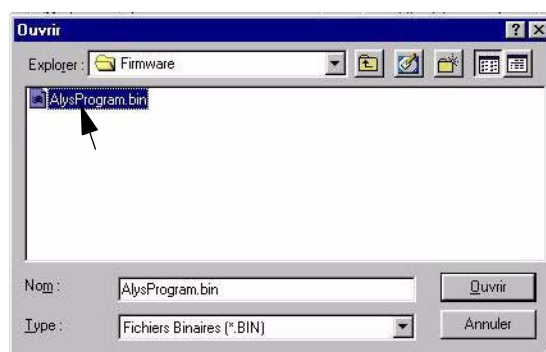 Ouvrir
Explorer : Firmware
AlysProgram.bin
Nom : AlysProgram.bin Ouvrir
Type : Fichiers Binaires (*.BIN) Annuler